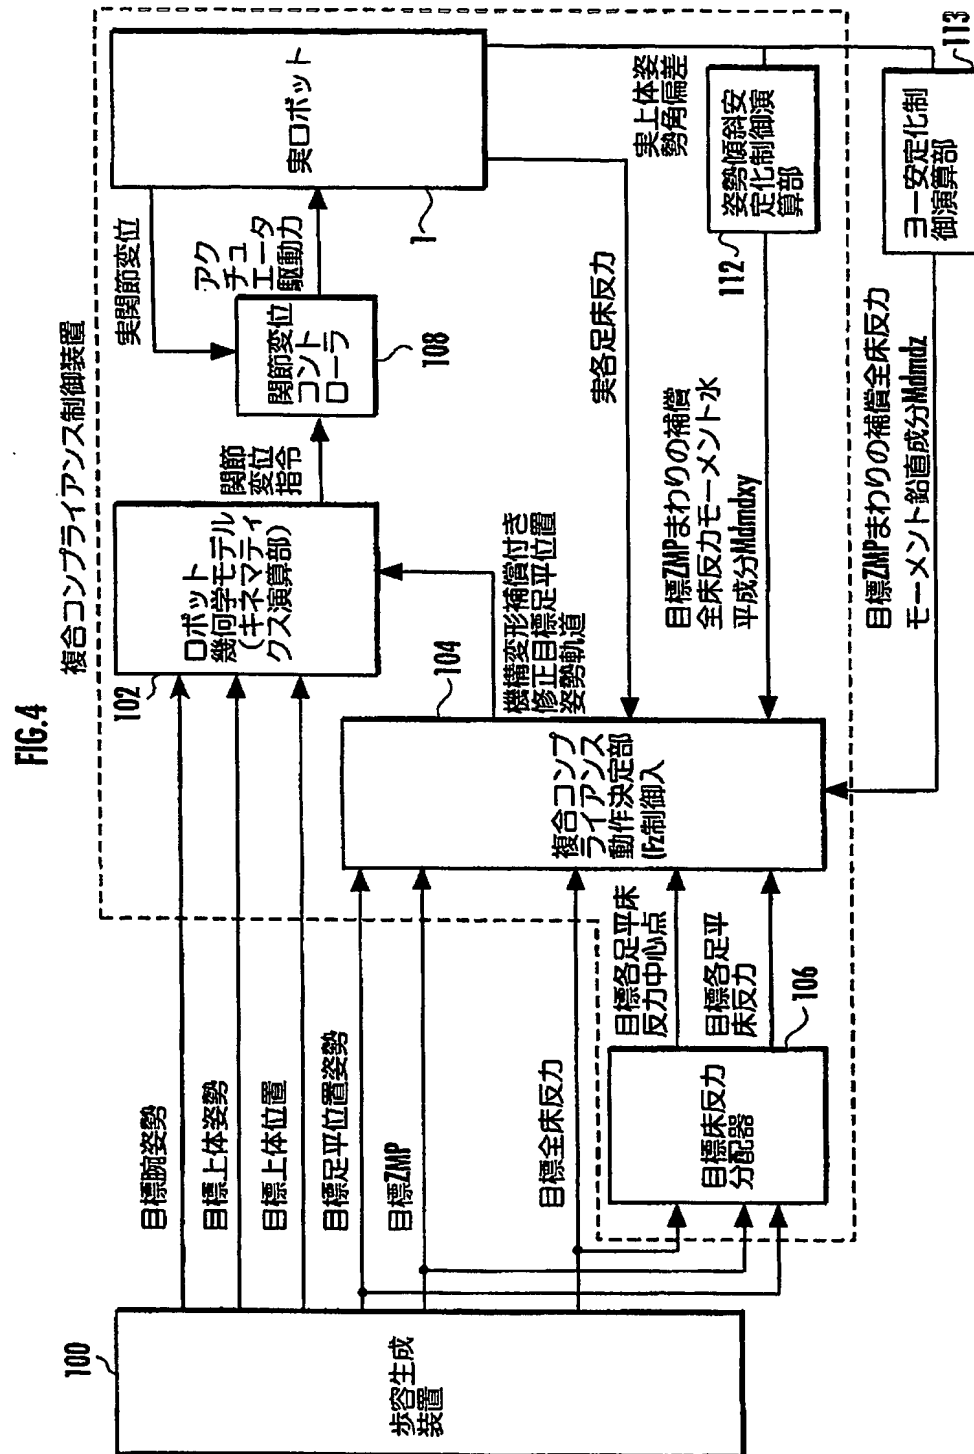 FIG.4
複合コンプライアンス制御装置
100
歩容生成
装置
目標腕姿勢
目標上体姿勢
目標上体位置
目標足平位置姿勢
目標ZMP
目標全床反力
102
ロボット
幾何学モデル
(キネマティ
クス演算部)
関節
変位
指令
関節変位
コント
ローラ
108
実関節変位
アク
チュ
エータ
駆動力
実ロボット
1
104
機構変形補償付き
修正目標足平位置
姿勢軌道
複合コンプ
ライアンス
動作決定部
(Fz制御入
目標床反力
分配器
106
目標各足平床
反力中心点
目標各足平
床反力
実各足床反力
実上体姿
勢角偏差
姿勢傾斜安
定化制御演
算部
112
目標ZMPまわりの補償
全床反力モーメント水
平成分Mdmdxy
ヨー安定化制
御演算部
113
目標ZMPまわりの補償全床反力
モーメント鉛直成分Mdmdz